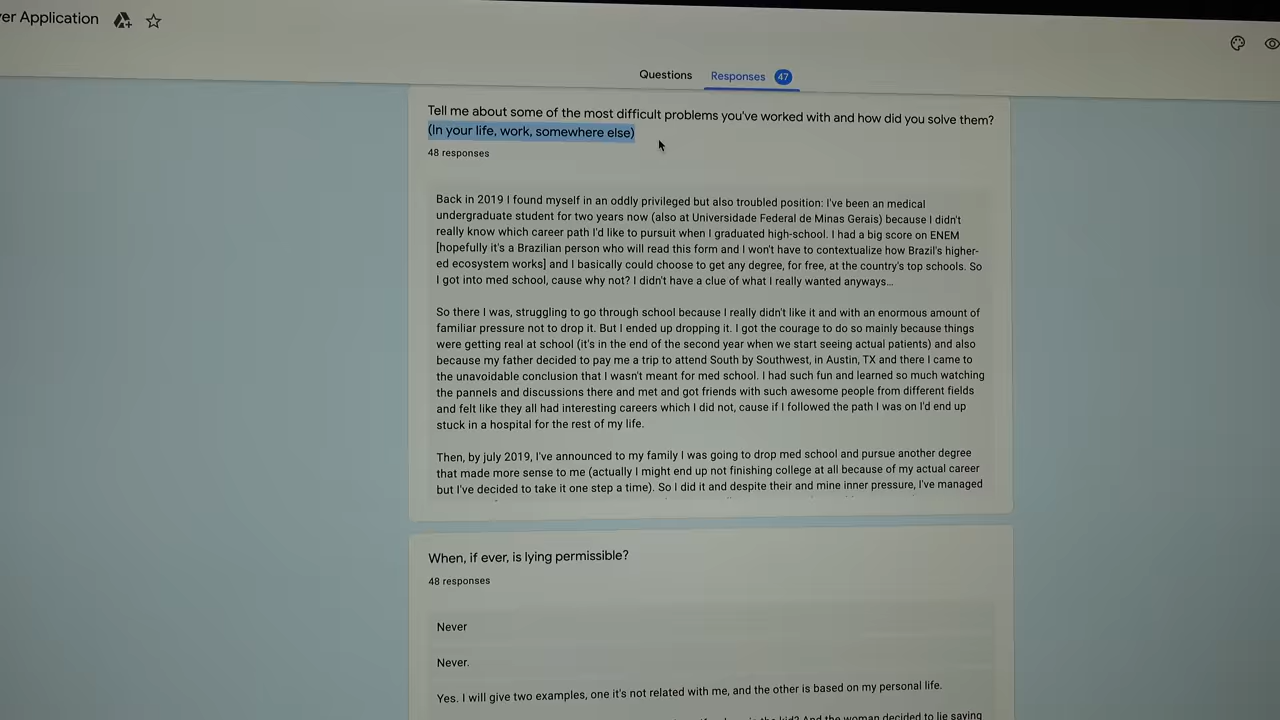 er Application
Questions
Responses 47
Tell me about some of the most difficult problems you've worked with and how did you solve them?
(In your life, work, somewhere else)
48 responses
Back in 2019 I found myself in an oddly privileged but also troubled position: I've been an medical
undergraduate student for two years now (also at Universidade Federal de Minas Gerais) because I didn't
really know which career path I'd like to pursuit when I graduated high-school. I had a big score on ENEM
[hopefully it's a Brazilian person who will read this form and I won't have to contextualize how Brazil's higher-
ed ecosystem works] and I basically could choose to get any degree, for free, at the country's top schools. So
I got into med school, cause why not? I didn't have a clue of what I really wanted anyways...
So there I was, struggling to go through school because I really didn't like it and with an enormous amount of
familiar pressure not to drop it. But I ended up dropping it. I got the courage to do so mainly because things
were getting real at school (it's in the end of the second year when we start seeing actual patients) and also
because my father decided to pay me a trip to attend South by Southwest, in Austin, TX and there I came to
the unavoidable conclusion that I wasn't meant for med school. I had such fun and learned so much watching
the pannels and discussions there and met and got friends with such awesome people from different fields
and felt like they all had interesting careers which I did not, cause if I followed the path I was on I'd end up
stuck in a hospital for the rest of my life.
Then, by july 2019, I've announced to my family I was going to drop med school and pursue another degree
that made more sense to me (actually I might end up not finishing college at all because of my actual career
but I've decided to take it one step a time). So I did it and despite their and mine inner pressure, I've managed
When, if ever, is lying permissible?
48 responses
Never
Never.
Yes. I will give two examples, one it's not related with me, and the other is based on my personal life.
the kid? And the woman decided to lie saying